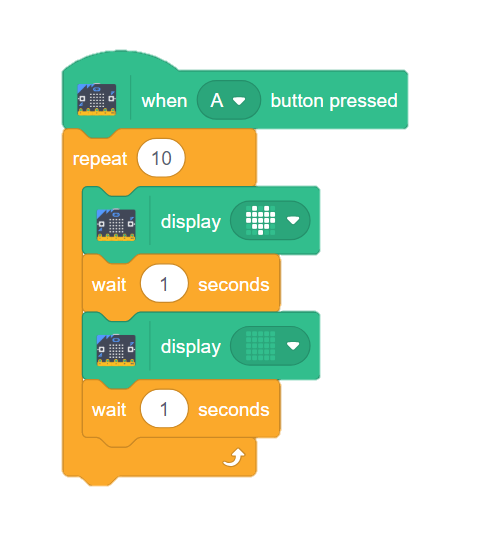 when A button pressed
repeat 10
display
wait 1 seconds
display
wait 1 seconds